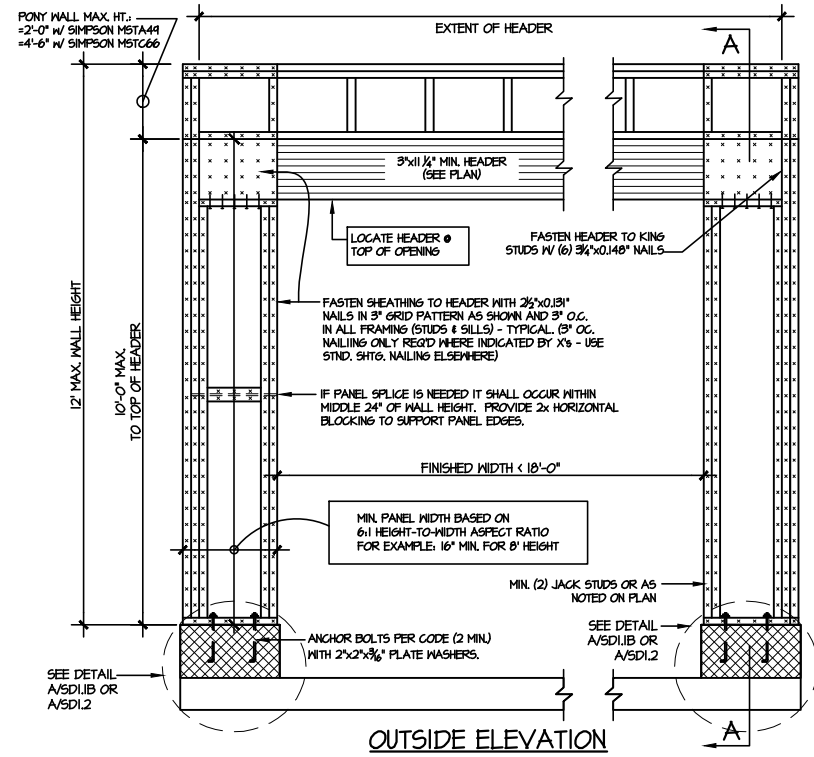 PONY WALL MAX. HT.:
=2'-0" W/ SIMPSON MSTA49
=4'-6" W/ SIMPSON MSTC66
EXTENT OF HEADER
A
3"x11 1/4" MIN. HEADER
(SEE PLAN)
LOCATE HEADER @
TOP OF OPENING
FASTEN HEADER TO KING
STUDS W/ (6) 3 1/4"x0.148" NAILS
12' MAX. WALL HEIGHT
10'-0" MAX.
TO TOP OF HEADER
FASTEN SHEATHING TO HEADER WITH 2 1/2"x0.131"
NAILS IN 3" GRID PATTERN AS SHOWN AND 3" O.C.
IN ALL FRAMING (STUDS & SILLS) - TYPICAL. (3" OC.
NAILIING ONLY REQ'D WHERE INDICATED BY X's - USE
STND. SHTG. NAILING ELSEWHERE)
IF PANEL SPLICE IS NEEDED IT SHALL OCCUR WITHIN
MIDDLE 24" OF WALL HEIGHT. PROVIDE 2x HORIZONTAL
BLOCKING TO SUPPORT PANEL EDGES.
FINISHED WIDTH < 18'-0"
MIN. PANEL WIDTH BASED ON
6:1 HEIGHT-TO-WIDTH ASPECT RATIO
FOR EXAMPLE: 16" MIN. FOR 8' HEIGHT
MIN. (2) JACK STUDS OR AS
NOTED ON PLAN
ANCHOR BOLTS PER CODE (2 MIN.)
WITH 2"x2"x3/16" PLATE WASHERS.
SEE DETAIL
A/SD1.1B OR
A/SD1.2
SEE DETAIL
A/SD1.1B OR
A/SD1.2
A
OUTSIDE ELEVATION